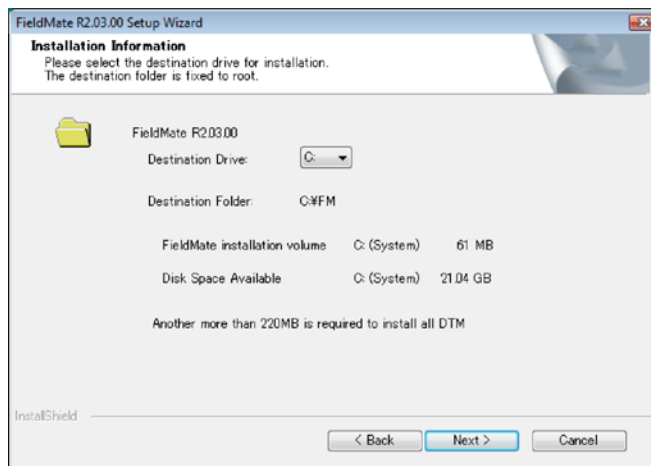 FieldMate R2.03.00 Setup Wizard
Installation Information
Please select the destination drive for installation.
The destination folder is fixed to root.
FieldMate R2.03.00
Destination Drive: C:
Destination Folder: C:¥FM
FieldMate installation volume C: (System) 61 MB
Disk Space Available C: (System) 21.04 GB
Another more than 220MB is required to install all DTM
InstallShield
< Back Next > Cancel